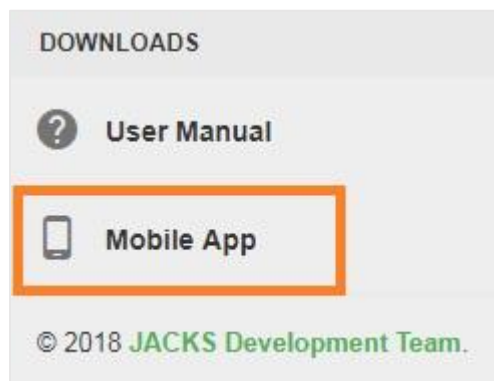 DOWNLOADS
User Manual
Mobile App
© 2018 JACKS Development Team.